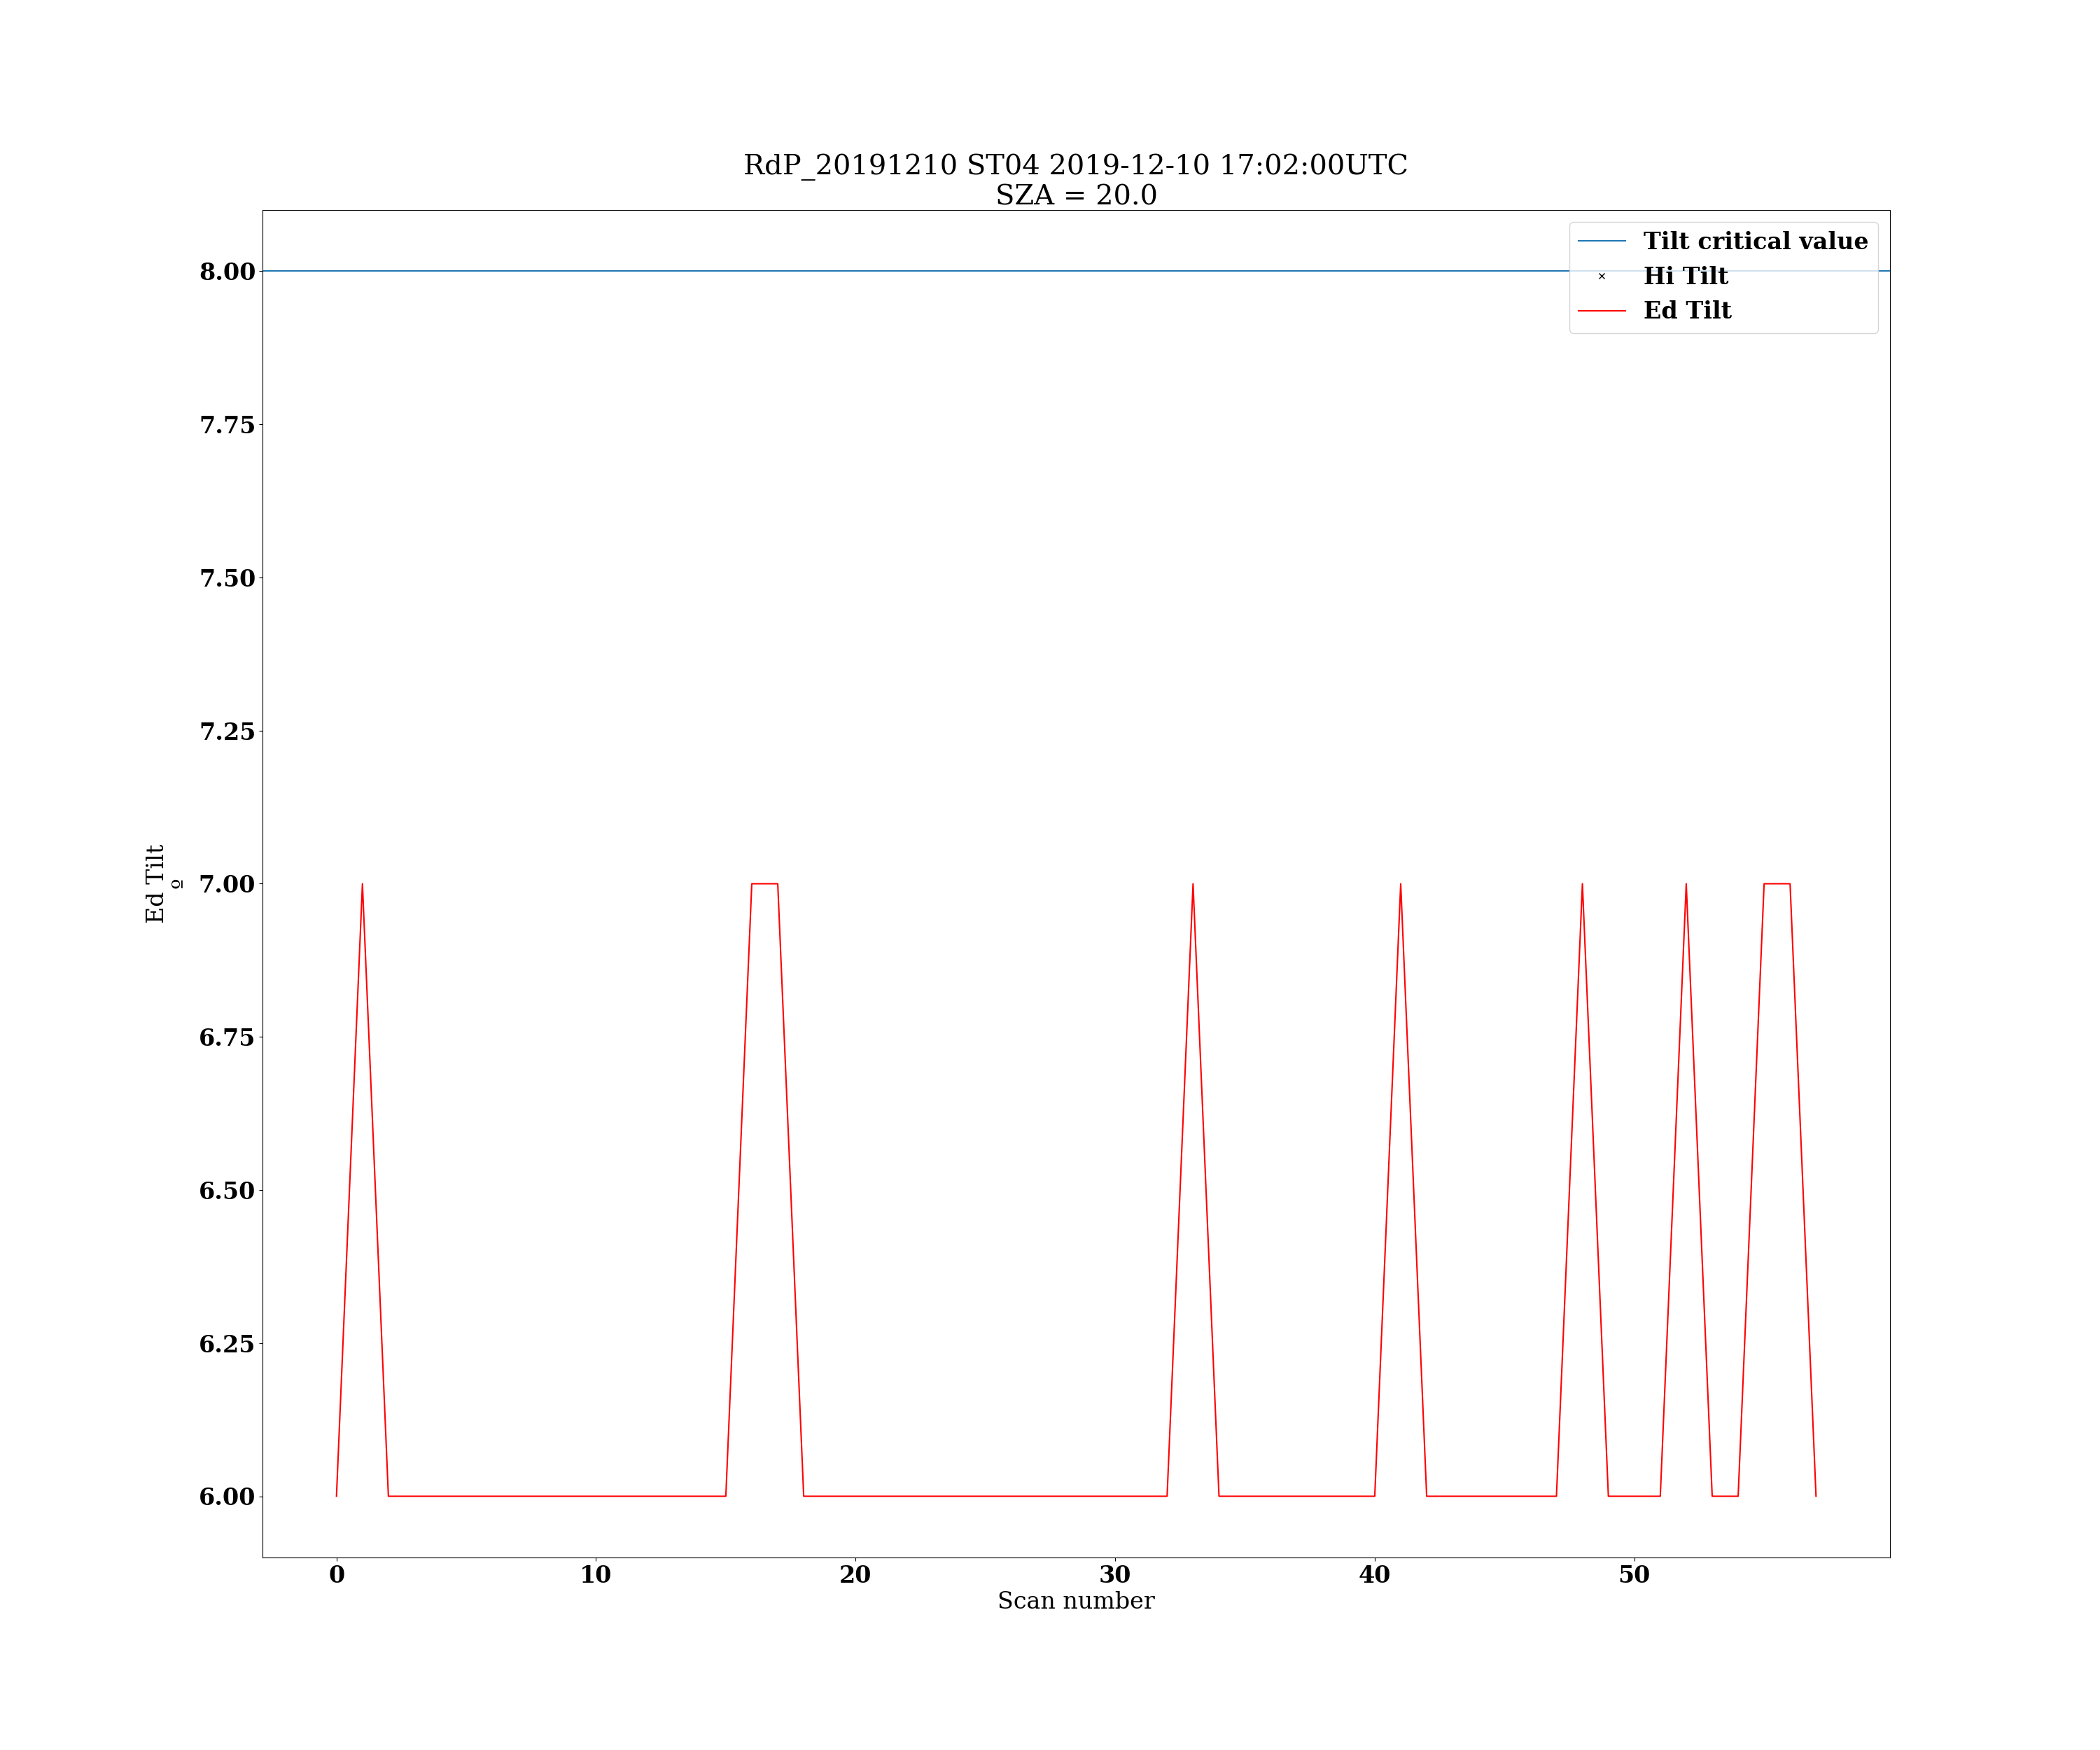 RdP_20191210 ST04 2019-12-10 17:02:00UTC
SZA = 20.0
Tilt critical value
Hi Tilt
Ed Tilt
8.00
7.75
7.50
7.25
7.00
6.75
6.50
6.25
6.00
Ed Tilt
º
0 10 20 30 40 50
Scan number